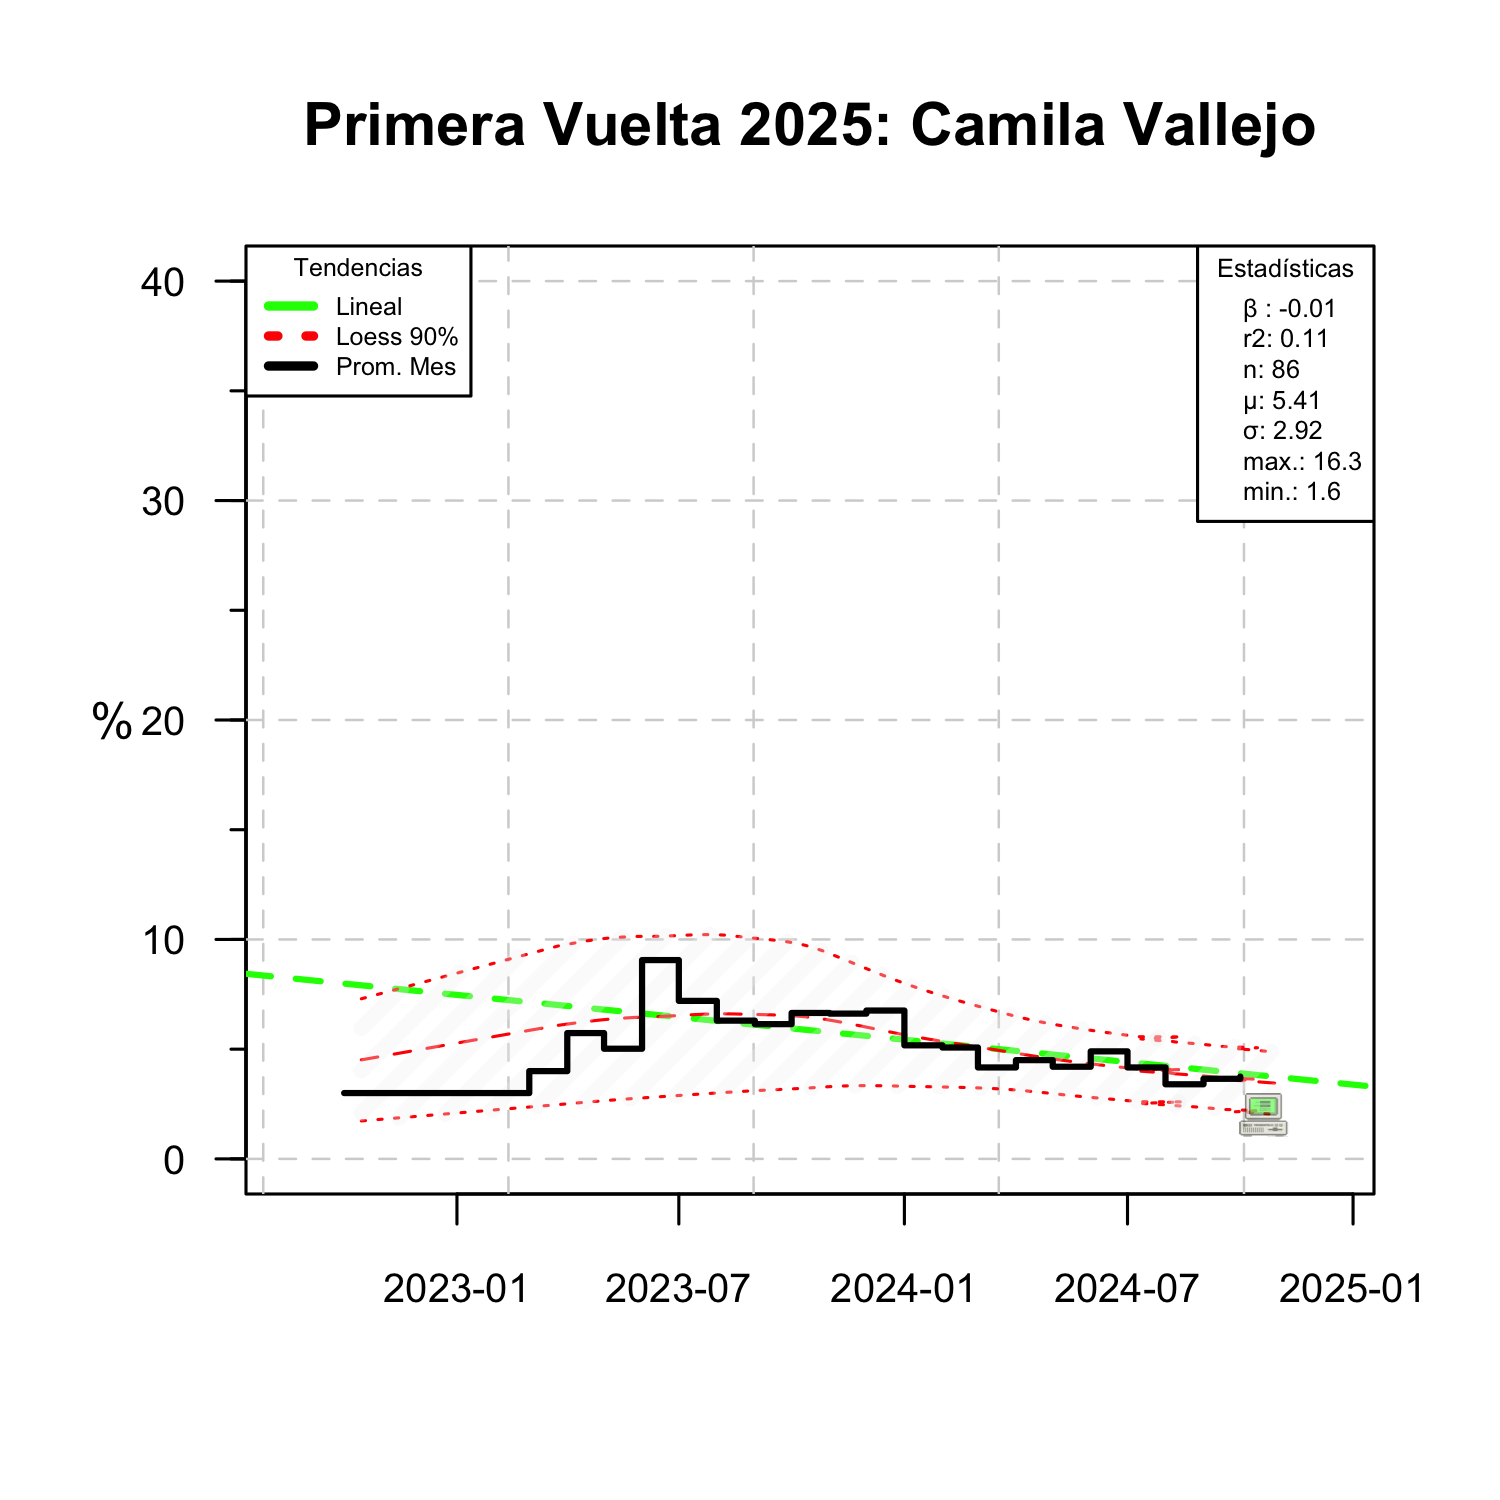 Primera Vuelta 2025: Camila Vallejo
Tendencias
Lineal
Loess 90%
Prom. Mes
Estadísticas
β : -0.01
r2: 0.11
n: 86
μ: 5.41
σ: 2.92
max.: 16.3
min.: 1.6
%
40
30
20
10
0
2023-01
2023-07
2024-01
2024-07
2025-01